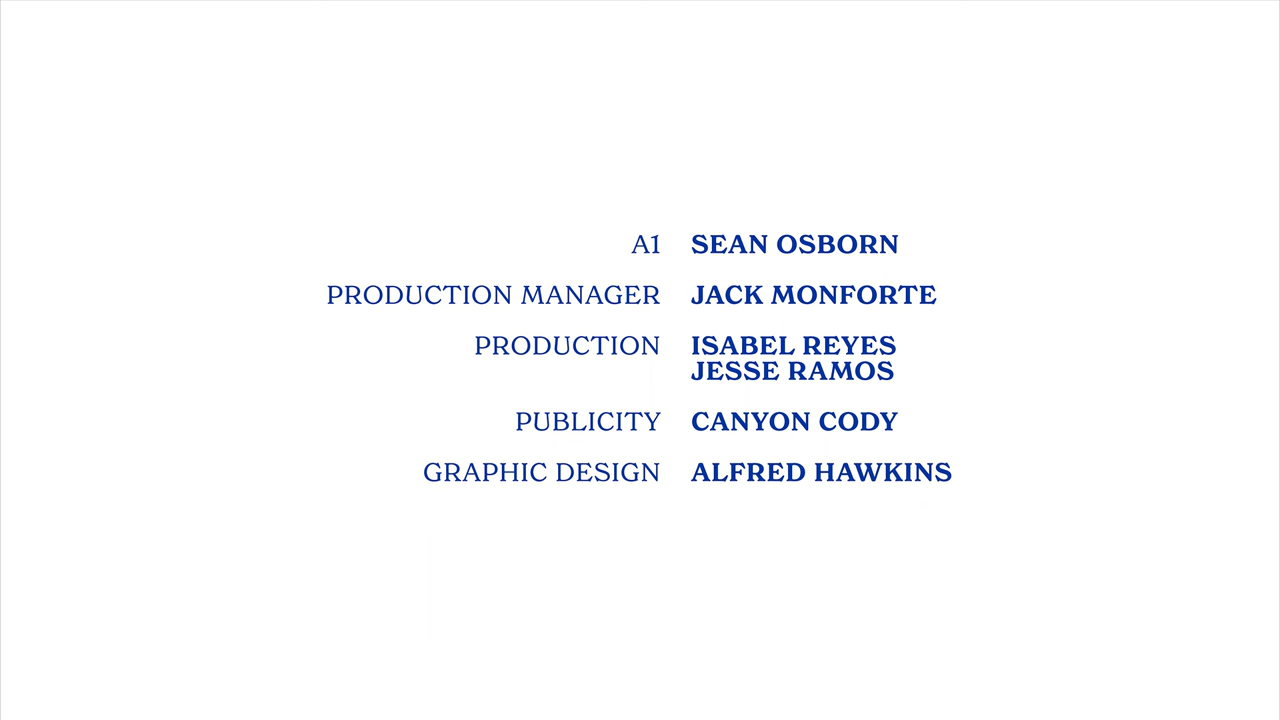 A1 SEAN OSBORN
PRODUCTION MANAGER JACK MONFORTE
PRODUCTION ISABEL REYES
JESSE RAMOS
PUBLICITY CANYON CODY
GRAPHIC DESIGN ALFRED HAWKINS